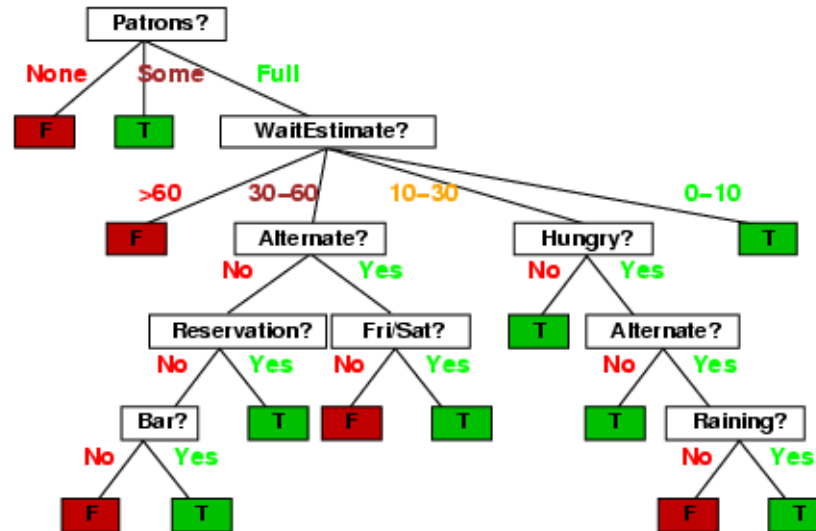 Patrons?
None Some Full
F T WaitEstimate?
>60 30–60 10–30 0–10
F Alternate? Hungry? T
No Yes No Yes
Reservation? Fri/Sat? T Alternate?
No Yes No Yes No Yes
Bar? T F T T Raining?
No Yes No Yes
F T F T